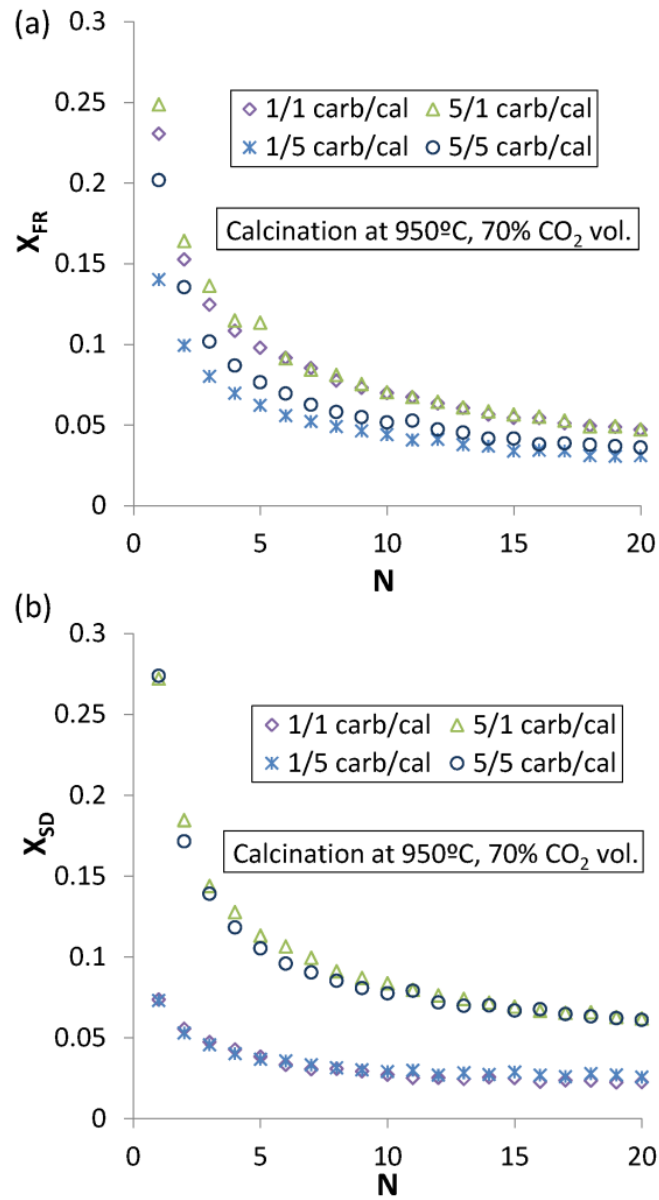 (a)
0.3
0.25
0.2
0.15
0.1
0.05
0
X_FR
◇ 1/1 carb/cal △ 5/1 carb/cal
✱ 1/5 carb/cal ○ 5/5 carb/cal
Calcination at 950ºC, 70% CO₂ vol.
0 5 10 15 20
N
(b)
0.3
0.25
0.2
0.15
0.1
0.05
0
X_SD
◇ 1/1 carb/cal △ 5/1 carb/cal
✱ 1/5 carb/cal ○ 5/5 carb/cal
Calcination at 950ºC, 70% CO₂ vol.
0 5 10 15 20
N